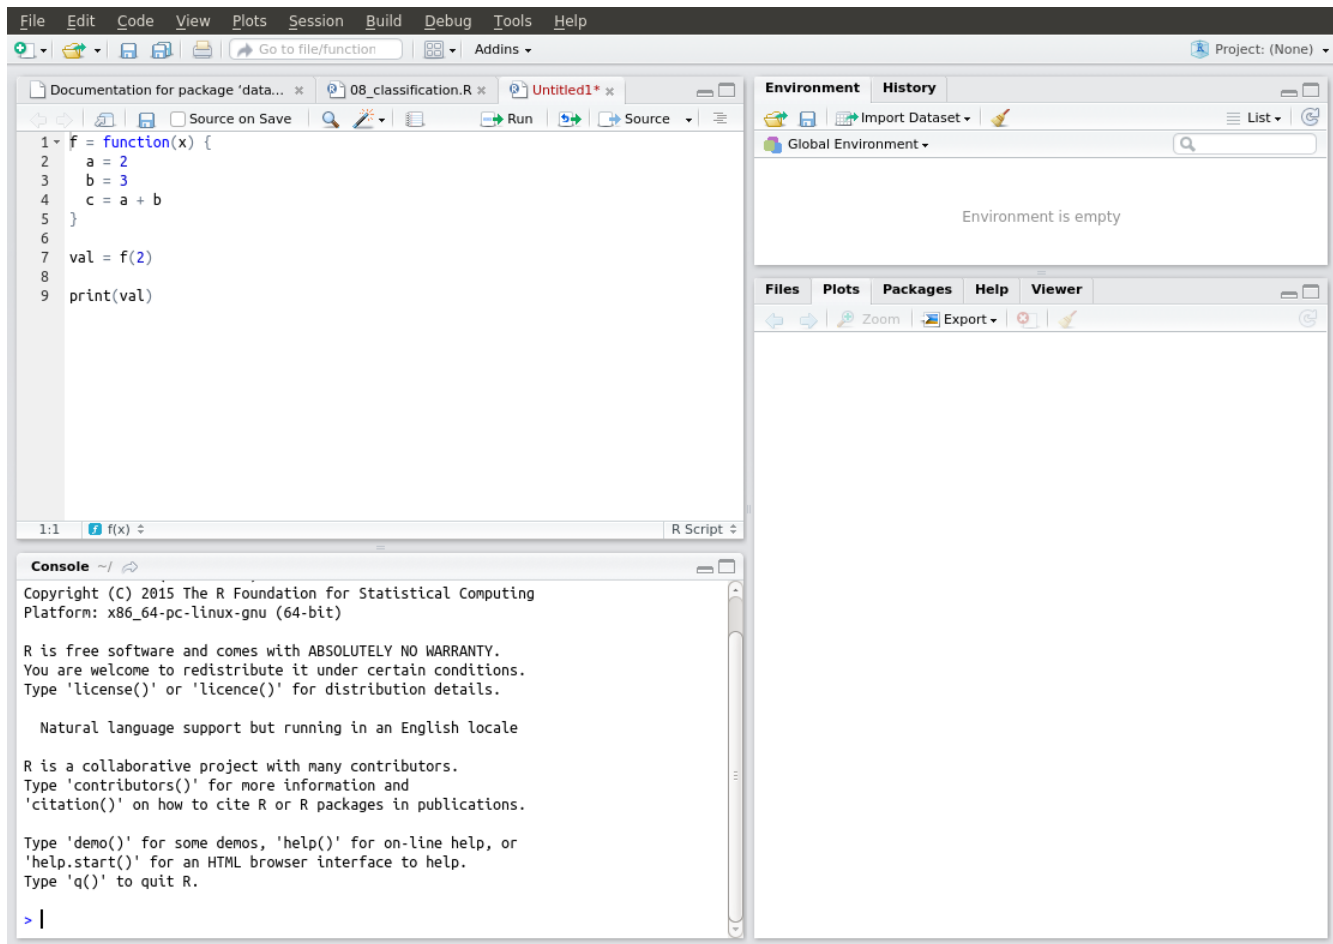 File Edit Code View Plots Session Build Debug Tools Help
Go to file/function Addins Project: (None)
Documentation for package 'data... 08_classification.R Untitled1*
Source on Save Run Source
1 f = function(x) {
2 a = 2
3 b = 3
4 c = a + b
5 }
6
7 val = f(2)
8
9 print(val)
1:1 f(x) R Script
Console ~/
Copyright (C) 2015 The R Foundation for Statistical Computing
Platform: x86_64-pc-linux-gnu (64-bit)
R is free software and comes with ABSOLUTELY NO WARRANTY.
You are welcome to redistribute it under certain conditions.
Type 'license()' or 'licence()' for distribution details.
Natural language support but running in an English locale
R is a collaborative project with many contributors.
Type 'contributors()' for more information and
'citation()' on how to cite R or R packages in publications.
Type 'demo()' for some demos, 'help()' for on-line help, or
'help.start()' for an HTML browser interface to help.
Type 'q()' to quit R.
>
Environment History
Import Dataset List
Global Environment
Environment is empty
Files Plots Packages Help Viewer
Zoom Export